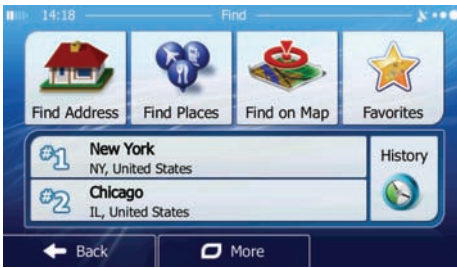 14:18
Find
Find Address
Find Places
Find on Map
Favorites
#1
New York
NY, United States
#2
Chicago
IL, United States
History
Back
More